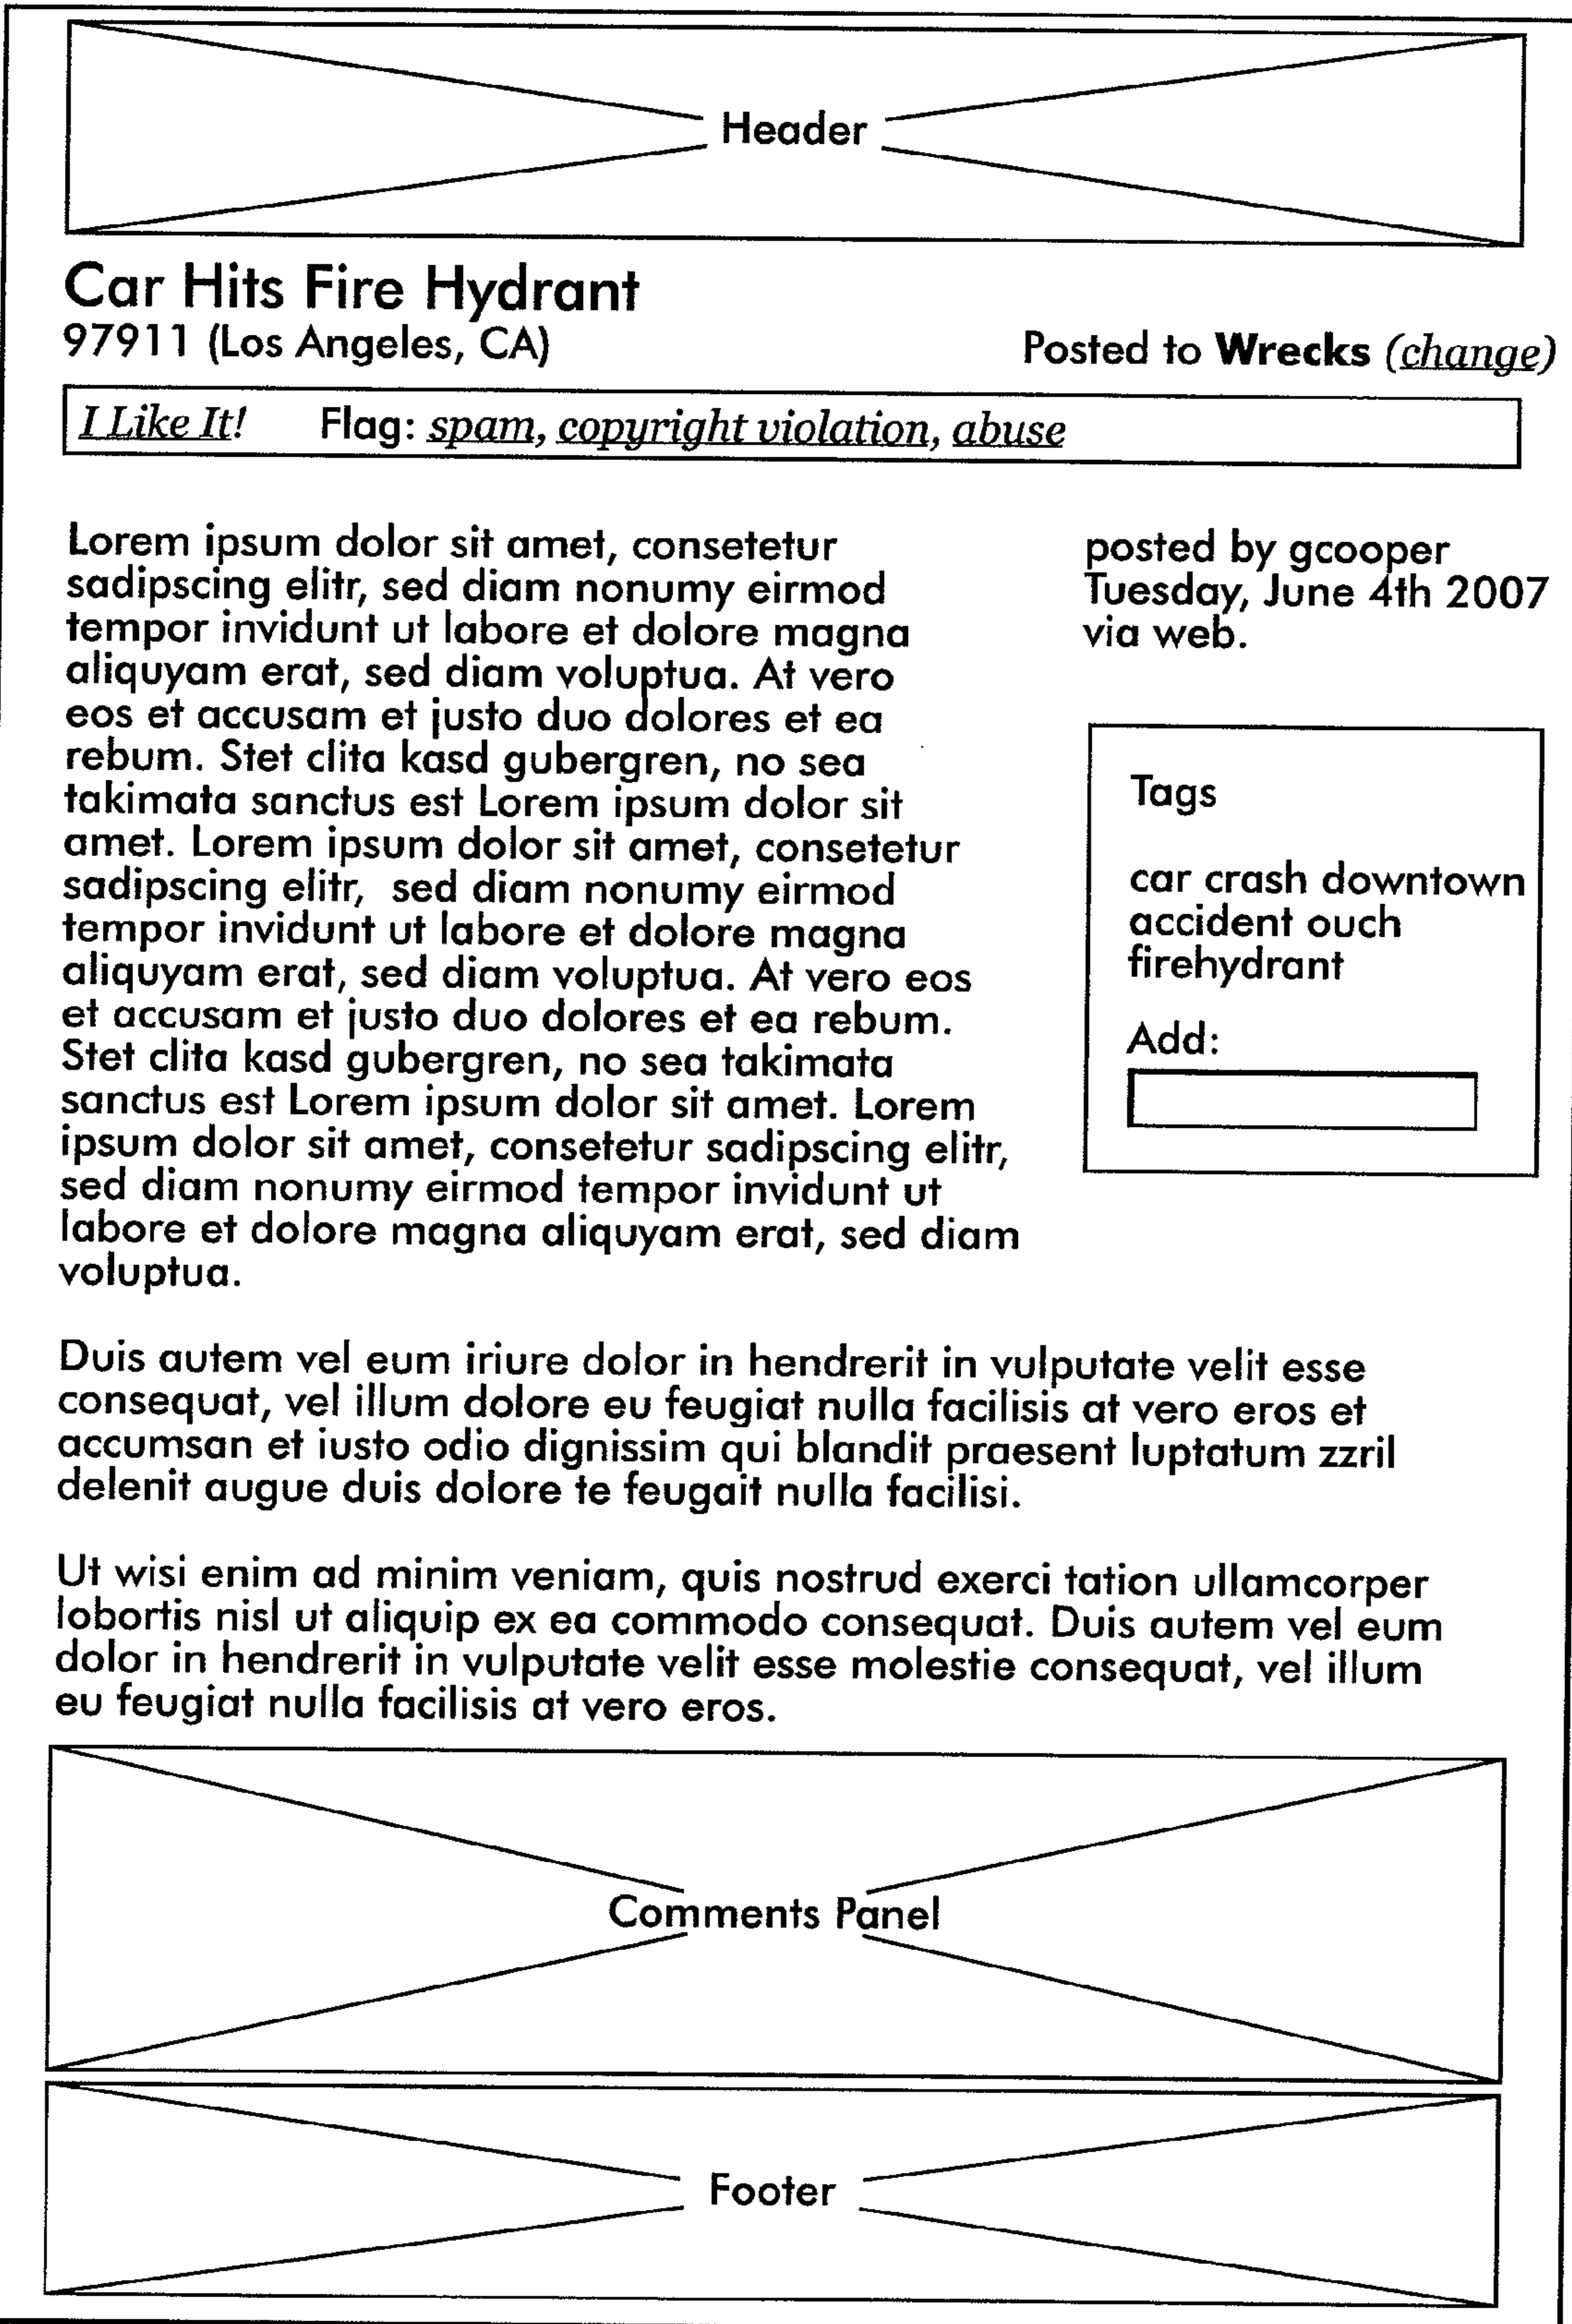 Header
Car Hits Fire Hydrant
97911 (Los Angeles, CA)
Posted to Wrecks (change)
I Like It! Flag: spam, copyright violation, abuse
Lorem ipsum dolor sit amet, consetetur
sadipscing elitr, sed diam nonumy eirmod
tempor invidunt ut labore et dolore magna
aliquyam erat, sed diam voluptua. At vero
eos et accusam et justo duo dolores et ea
rebum. Stet clita kasd gubergren, no sea
takimata sanctus est Lorem ipsum dolor sit
amet. Lorem ipsum dolor sit amet, consetetur
sadipscing elitr, sed diam nonumy eirmod
tempor invidunt ut labore et dolore magna
aliquyam erat, sed diam voluptua. At vero eos
et accusam et justo duo dolores et ea rebum.
Stet clita kasd gubergren, no sea takimata
sanctus est Lorem ipsum dolor sit amet. Lorem
ipsum dolor sit amet, consetetur sadipscing elitr,
sed diam nonumy eirmod tempor invidunt ut
labore et dolore magna aliquyam erat, sed diam
voluptua.
posted by gcooper
Tuesday, June 4th 2007
via web.
Tags
car crash downtown
accident ouch
firehydrant
Add:
Duis autem vel eum iriure dolor in hendrerit in vulputate velit esse
consequat, vel illum dolore eu feugiat nulla facilisis at vero eros et
accumsan et iusto odio dignissim qui blandit praesent luptatum zzril
delenit augue duis dolore te feugait nulla facilisi.
Ut wisi enim ad minim veniam, quis nostrud exerci tation ullamcorper
lobortis nisl ut aliquip ex ea commodo consequat. Duis autem vel eum
dolor in hendrerit in vulputate velit esse molestie consequat, vel illum
eu feugiat nulla facilisis at vero eros.
Comments Panel
Footer